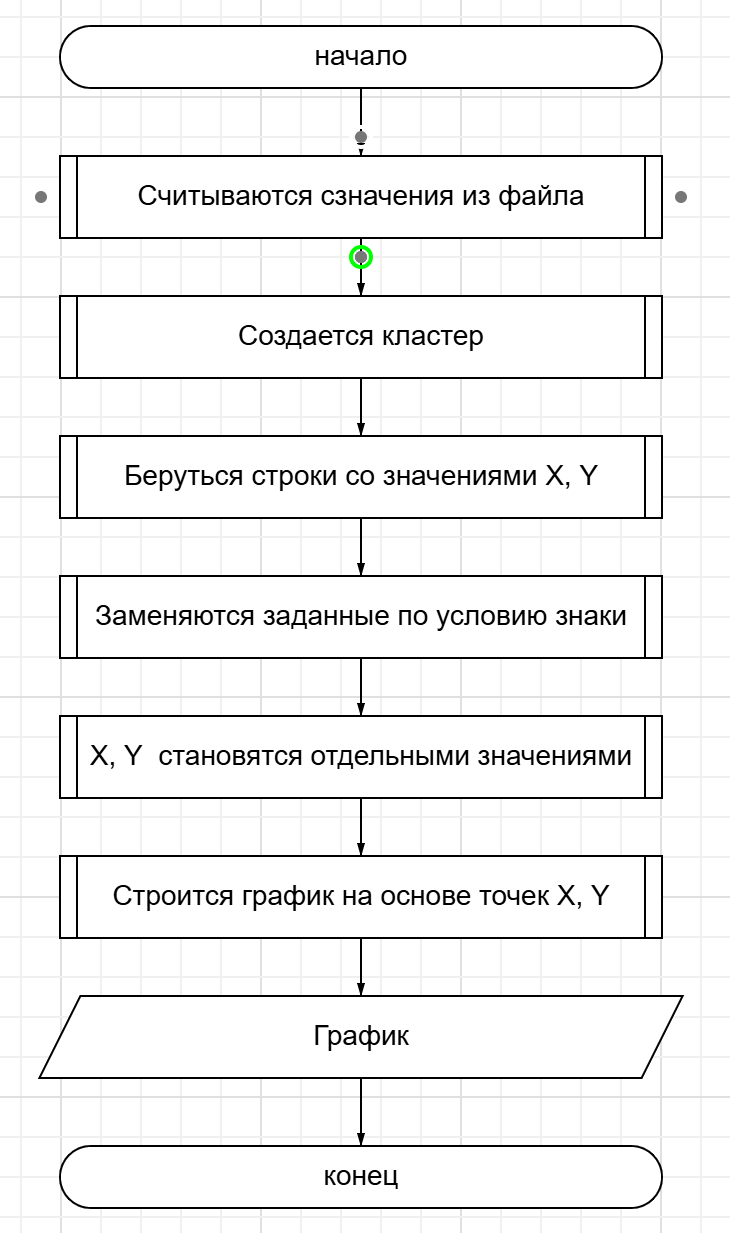 начало
Считываются сзначения из файла
Создается кластер
Беруться строки со значениями X, Y
Заменяются заданные по условию знаки
X, Y  становятся отдельными значениями
Строится график на основе точек X, Y
График
конец